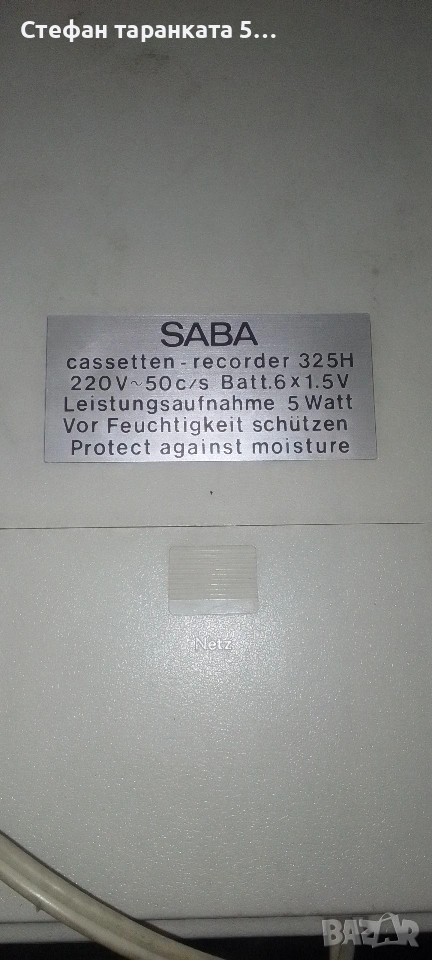 Стефан таранката 5...
SABA
cassetten-recorder 325H
220V~50c/s Batt.6x1.5V
Leistungsaufnahme 5 Watt
Vor Feuchtigkeit schützen
Protect against moisture
Netz
BAZAR